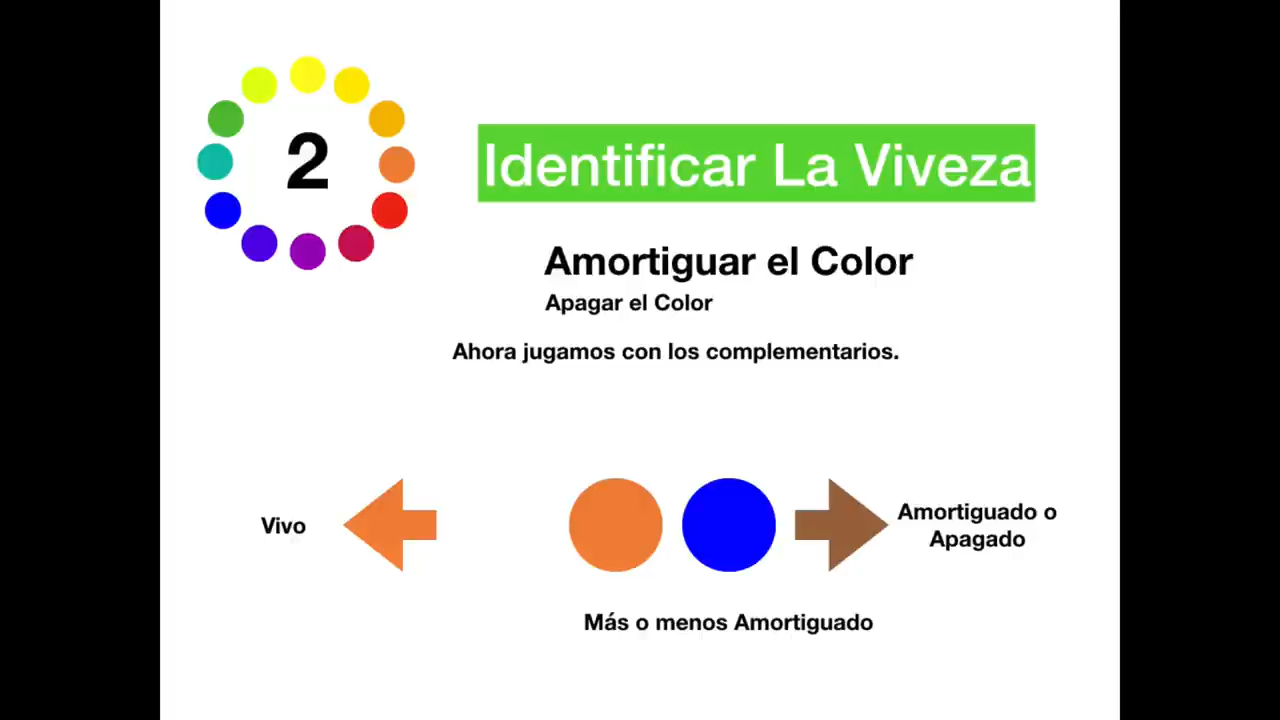 2
Identificar La Viveza
Amortiguar el Color
Apagar el Color
Ahora jugamos con los complementarios.
Vivo
Amortiguado o
Apagado
Más o menos Amortiguado